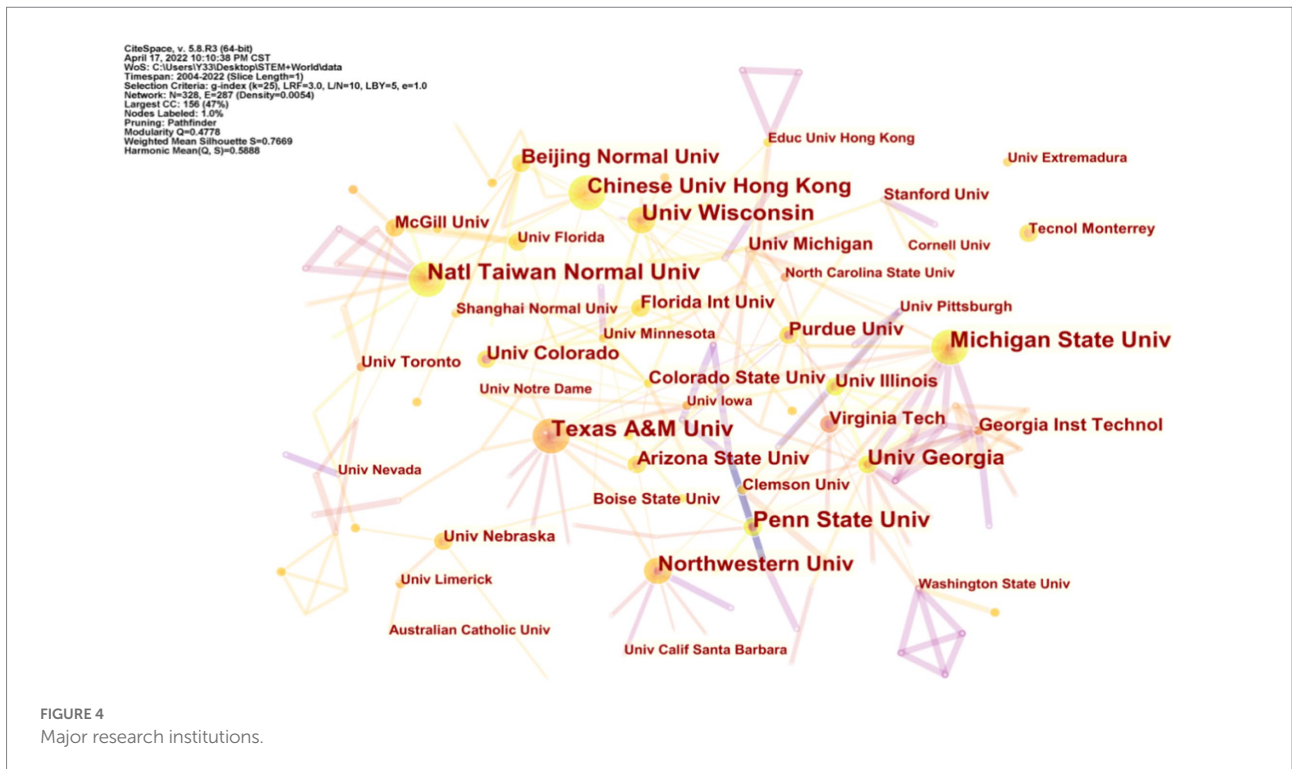 CiteSpace, v. 5.8.R3 (64-bit)
April 17, 2022 10:10:38 PM CST
WoS: C:\Users\Y33\Desktop\STEM+World\data
Timespan: 2004-2022 (Slice Length=1)
Selection Criteria: g-index (k=25), LRF=3.0, L/N=10, LBY=5, e=1.0
Network: N=328, E=287 (Density=0.0054)
Largest CC: 156 (47%)
Nodes Labeled: 1.0%
Pruning: Pathfinder
Modularity Q=0.4778
Weighted Mean Silhouette S=0.7669
Harmonic Mean(Q, S)=0.5888
Educ Univ Hong Kong
Beijing Normal Univ
Univ Extremadura
Chinese Univ Hong Kong
Stanford Univ
Univ Wisconsin
McGill Univ
Tecnol Monterrey
Univ Florida
Univ Michigan
Cornell Univ
Natl Taiwan Normal Univ
North Carolina State Univ
Florida Int Univ
Shanghai Normal Univ
Univ Pittsburgh
Univ Minnesota
Purdue Univ
Michigan State Univ
Univ Colorado
Univ Toronto
Colorado State Univ
Univ Illinois
Univ Notre Dame
Univ Iowa
Virginia Tech
Georgia Inst Technol
Texas A&M Univ
Arizona State Univ
Univ Georgia
Univ Nevada
Clemson Univ
Boise State Univ
Penn State Univ
Univ Nebraska
Northwestern Univ
Univ Limerick
Washington State Univ
Australian Catholic Univ
Univ Calif Santa Barbara
FIGURE 4
Major research institutions.